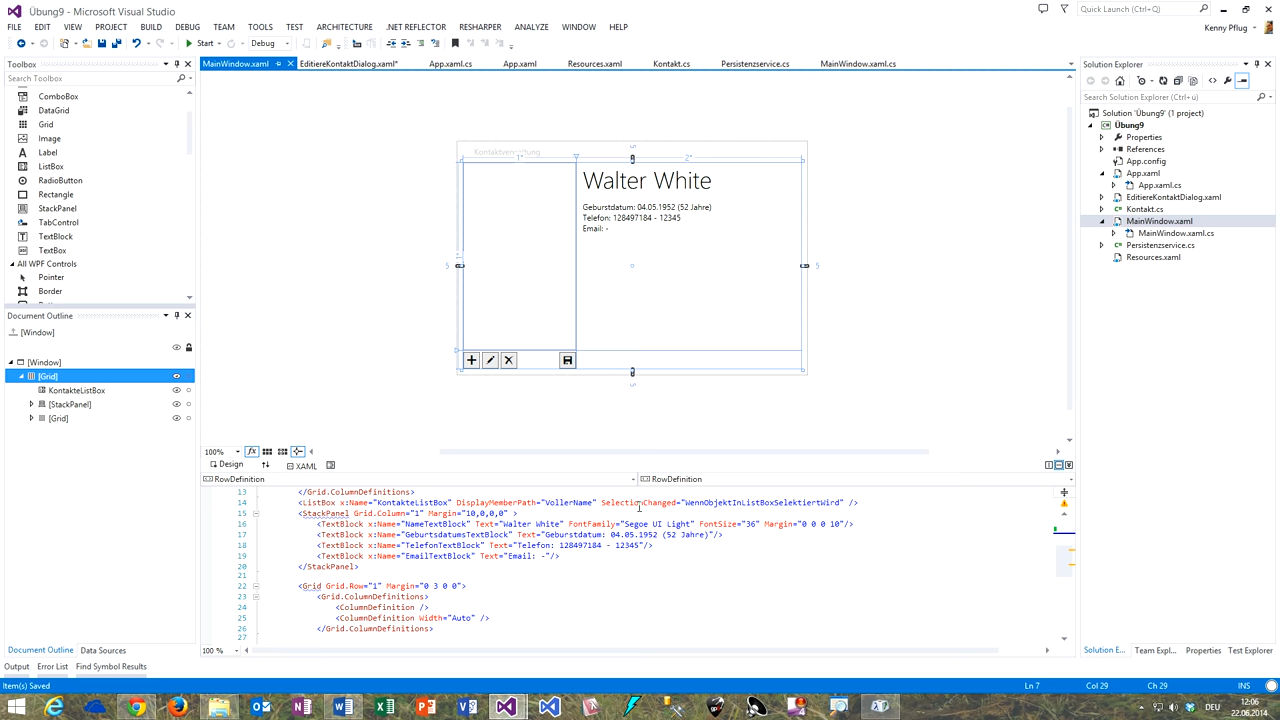 Übung9 - Microsoft Visual Studio
Quick Launch (Ctrl+Q)
FILE EDIT VIEW PROJECT BUILD DEBUG TEAM TOOLS TEST ARCHITECTURE .NET REFLECTOR RESHARPER ANALYZE WINDOW HELP
Kenny Pflug
Start Debug
Toolbox
MainWindow.xaml EditiereKontaktDialog.xaml* App.xaml.cs App.xaml Resources.xaml Kontakt.cs Persistenzservice.cs MainWindow.xaml.cs
Solution Explorer
Search Toolbox
Search Solution Explorer (Ctrl+ü)
ComboBox
DataGrid
Grid
Image
Label
ListBox
RadioButton
Rectangle
StackPanel
TabControl
TextBlock
TextBox
All WPF Controls
Pointer
Border
Solution 'Übung9' (1 project)
Übung9
Properties
References
App.config
App.xaml
App.xaml.cs
EditiereKontaktDialog.xaml
Kontakt.cs
MainWindow.xaml
MainWindow.xaml.cs
Persistenzservice.cs
Resources.xaml
Kontaktverwaltung
1* 2*
Walter White
Geburstdatum: 04.05.1952 (52 Jahre)
Telefon: 128497184 - 12345
Email: -
5 5
5
5
Document Outline
[Window]
[Window]
[Grid]
KontakteListBox
[StackPanel]
[Grid]
100%
Design XAML
RowDefinition RowDefinition
13 </Grid.ColumnDefinitions>
14 <ListBox x:Name="KontakteListBox" DisplayMemberPath="VollerName" SelectionChanged="WennObjektInListBoxSelektiertWird" />
15 <StackPanel Grid.Column="1" Margin="10,0,0,0" >
16 <TextBlock x:Name="NameTextBlock" Text="Walter White" FontFamily="Segoe UI Light" FontSize="36" Margin="0 0 0 10"/>
17 <TextBlock x:Name="GeburtsdatumsTextBlock" Text="Geburstdatum: 04.05.1952 (52 Jahre)"/>
18 <TextBlock x:Name="TelefonTextBlock" Text="Telefon: 128497184 - 12345"/>
19 <TextBlock x:Name="EmailTextBlock" Text="Email: -"/>
20 </StackPanel>
21
22 <Grid Grid.Row="1" Margin="0 3 0 0">
23 <Grid.ColumnDefinitions>
24 <ColumnDefinition />
25 <ColumnDefinition Width="Auto" />
26 </Grid.ColumnDefinitions>
27
100 %
Document Outline Data Sources
Solution E... Team Expl... Properties Test Explorer
Output Error List Find Symbol Results
Item(s) Saved
Ln 7 Col 29 Ch 29 INS
DEU
12:06
22.06.2014